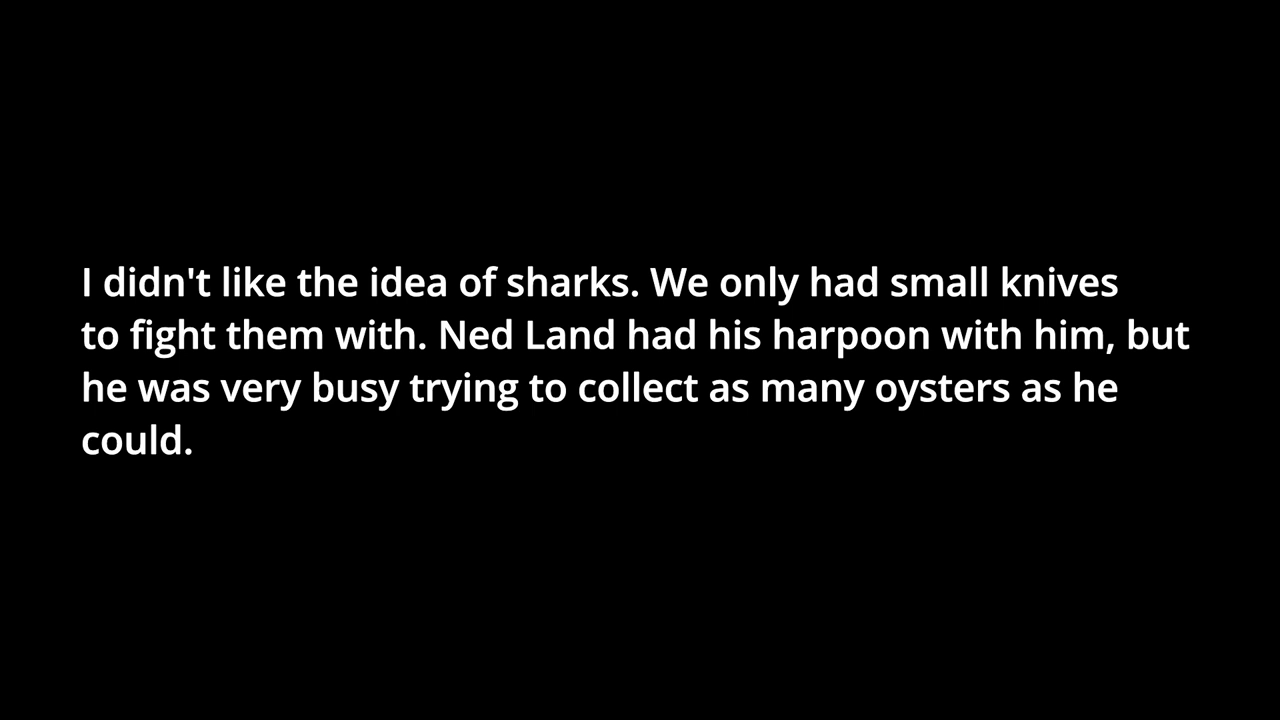 I didn't like the idea of sharks. We only had small knives
to fight them with. Ned Land had his harpoon with him, but
he was very busy trying to collect as many oysters as he
could.